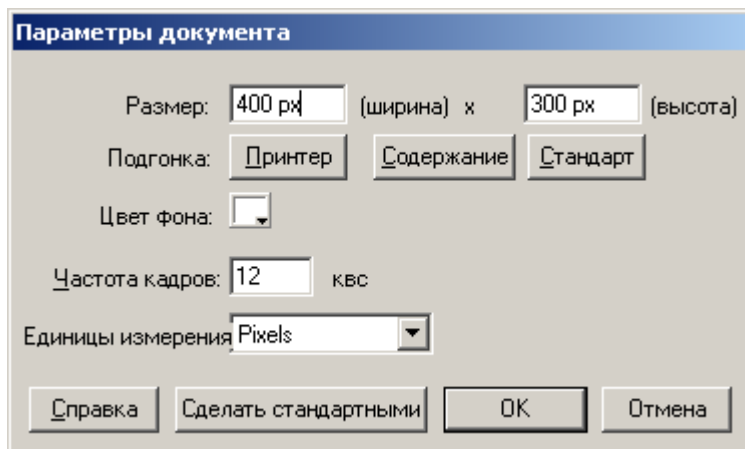 Параметры документа
Размер: 400 px (ширина) x 300 px (высота)
Подгонка: Принтер Содержание Стандарт
Цвет фона:
Частота кадров: 12 квс
Единицы измерения Pixels
Справка Сделать стандартными OK Отмена